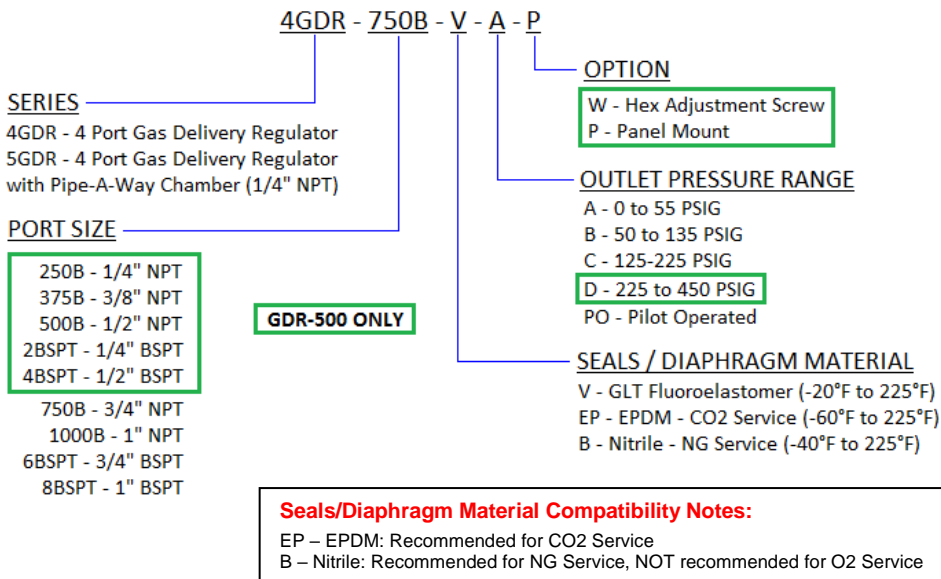 4GDR - 750B - V - A - P
SERIES
4GDR - 4 Port Gas Delivery Regulator
5GDR - 4 Port Gas Delivery Regulator
with Pipe-A-Way Chamber (1/4" NPT)
PORT SIZE
250B - 1/4" NPT
375B - 3/8" NPT
500B - 1/2" NPT
2BSPT - 1/4" BSPT
4BSPT - 1/2" BSPT
750B - 3/4" NPT
1000B - 1" NPT
6BSPT - 3/4" BSPT
8BSPT - 1" BSPT
GDR-500 ONLY
OPTION
W - Hex Adjustment Screw
P - Panel Mount
OUTLET PRESSURE RANGE
A - 0 to 55 PSIG
B - 50 to 135 PSIG
C - 125-225 PSIG
D - 225 to 450 PSIG
PO - Pilot Operated
SEALS / DIAPHRAGM MATERIAL
V - GLT Fluoroelastomer (-20°F to 225°F)
EP - EPDM - CO2 Service (-60°F to 225°F)
B - Nitrile - NG Service (-40°F to 225°F)
Seals/Diaphragm Material Compatibility Notes:
EP – EPDM: Recommended for CO2 Service
B – Nitrile: Recommended for NG Service, NOT recommended for O2 Service